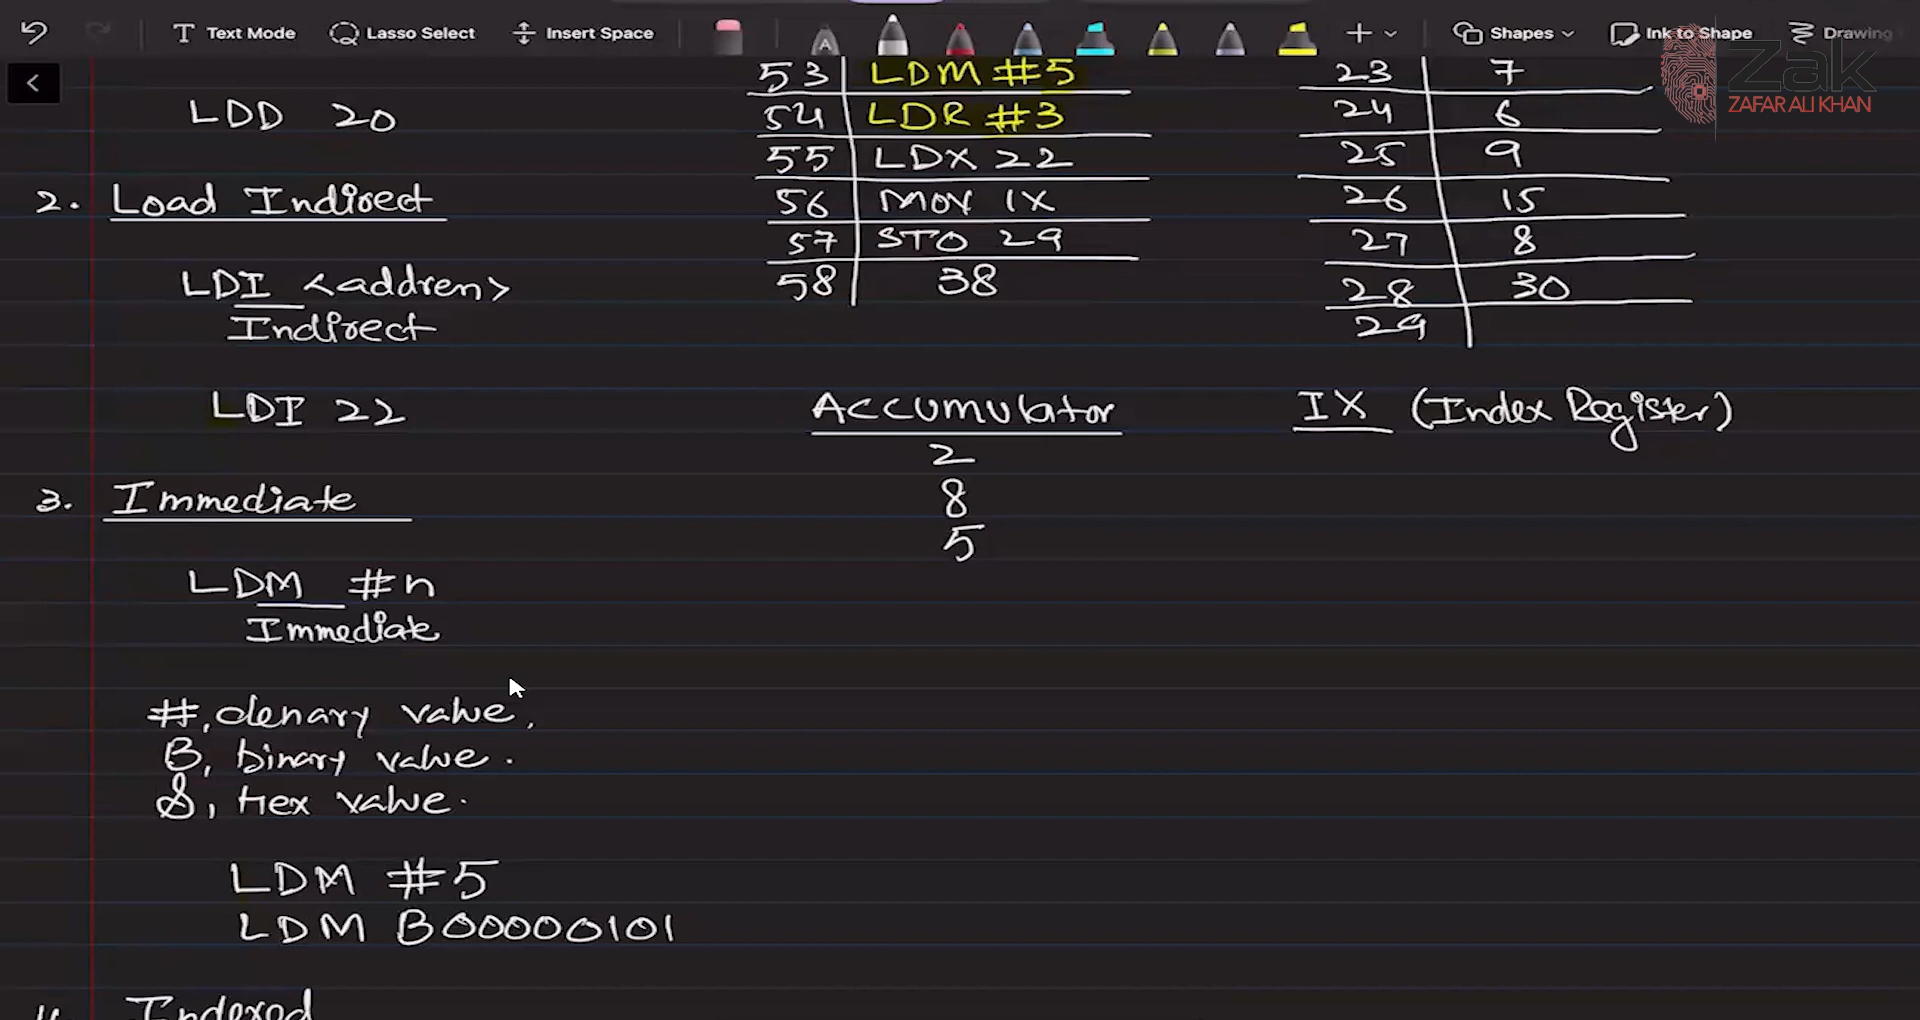 Text Mode Lasso Select Insert Space A Shapes Ink to Shape Drawing
Zak
ZAFAR ALI KHAN
LDD 20
2. Load Indirect
LDI <address>
Indirect
LDI 22
3. Immediate
LDM #n
Immediate
#, denary value,
B, binary value.
&, Hex value.
LDM #5
LDM B00000101
4. Indexed
53 LDM #5
54 LDR #3
55 LDX 22
56 MOV IX
57 STO 29
58 38
Accumulator
2
8
5
23 7
24 6
25 9
26 15
27 8
28 30
29
IX (Index Register)